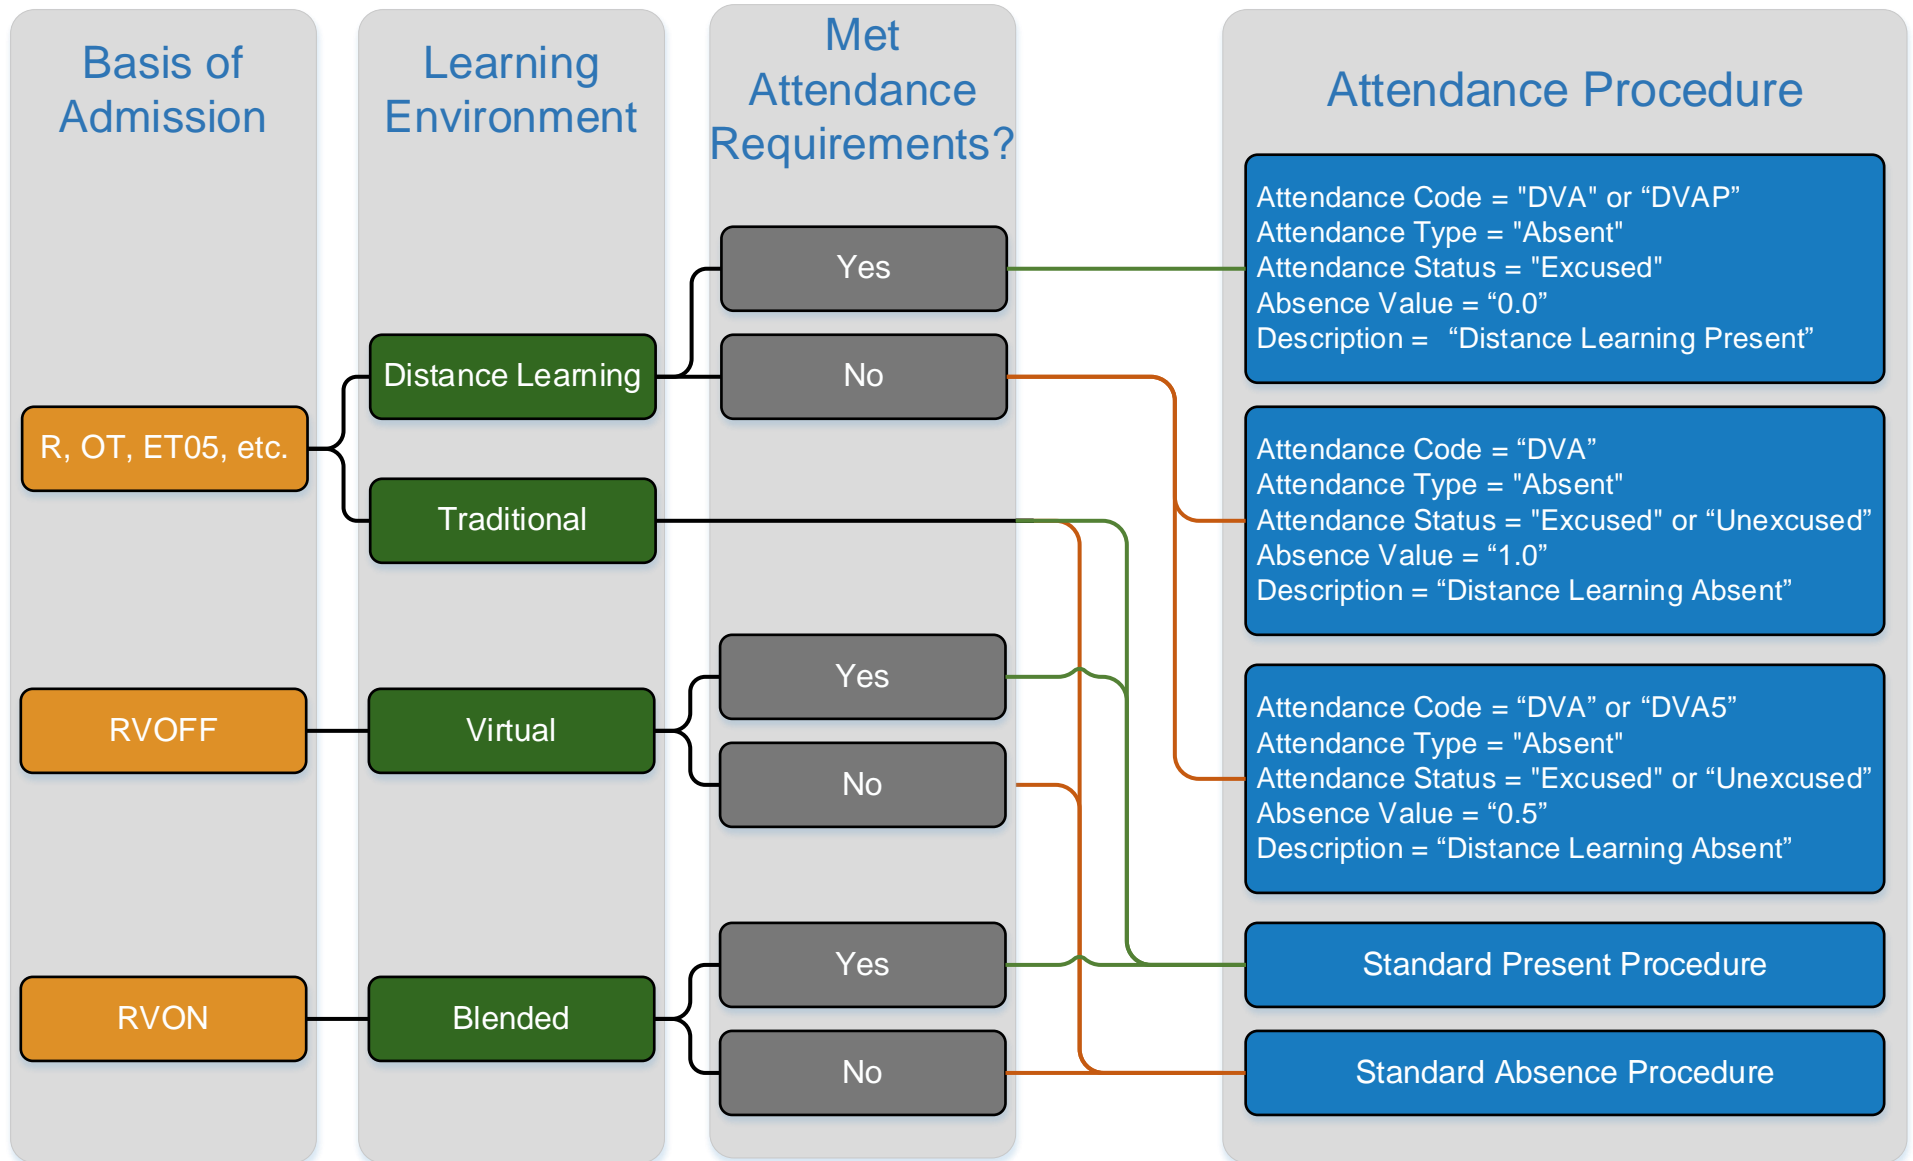 Basis of
Admission
Learning
Environment
Met
Attendance
Requirements?
Attendance Procedure
R, OT, ET05, etc.
RVOFF
RVON
Distance Learning
Traditional
Virtual
Blended
Yes
No
Yes
No
Yes
No
Attendance Code = "DVA" or “DVAP”
Attendance Type = "Absent"
Attendance Status = "Excused"
Absence Value = “0.0”
Description =  “Distance Learning Present”
Attendance Code = “DVA”
Attendance Type = "Absent"
Attendance Status = "Excused" or “Unexcused”
Absence Value = “1.0”
Description = “Distance Learning Absent”
Attendance Code = “DVA” or “DVA5”
Attendance Type = "Absent"
Attendance Status = "Excused" or “Unexcused”
Absence Value = “0.5”
Description = “Distance Learning Absent”
Standard Present Procedure
Standard Absence Procedure